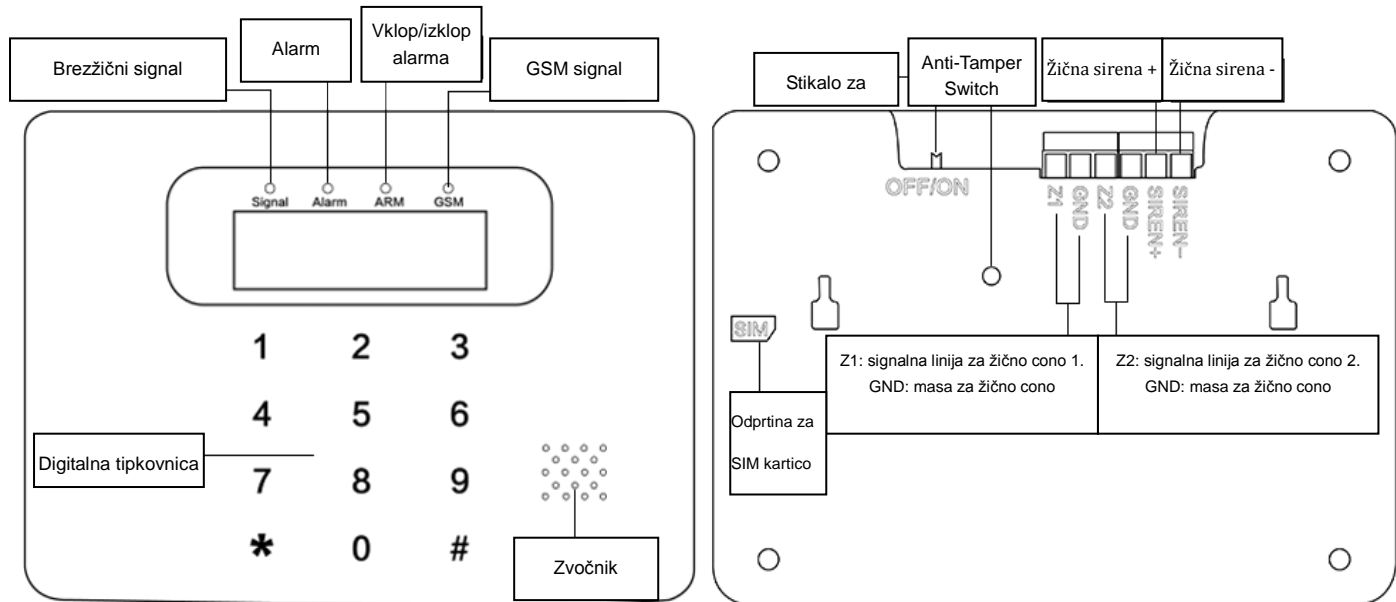 Brezžični signal
Alarm
Vklop/izklop
alarma
GSM signal
Signal
Alarm
ARM
GSM
1 2 3
4 5 6
7 8 9
* 0 #
Digitalna tipkovnica
Zvočnik
Stikalo za
Anti-Tamper
Switch
Žična sirena +
Žična sirena -
OFF/ON
Z1
GND
Z2
GND
SIREN+
SIREN-
SIM
Odprtina za
SIM kartico
Z1: signalna linija za žično cono 1.
GND: masa za žično cono
Z2: signalna linija za žično cono 2.
GND: masa za žično cono